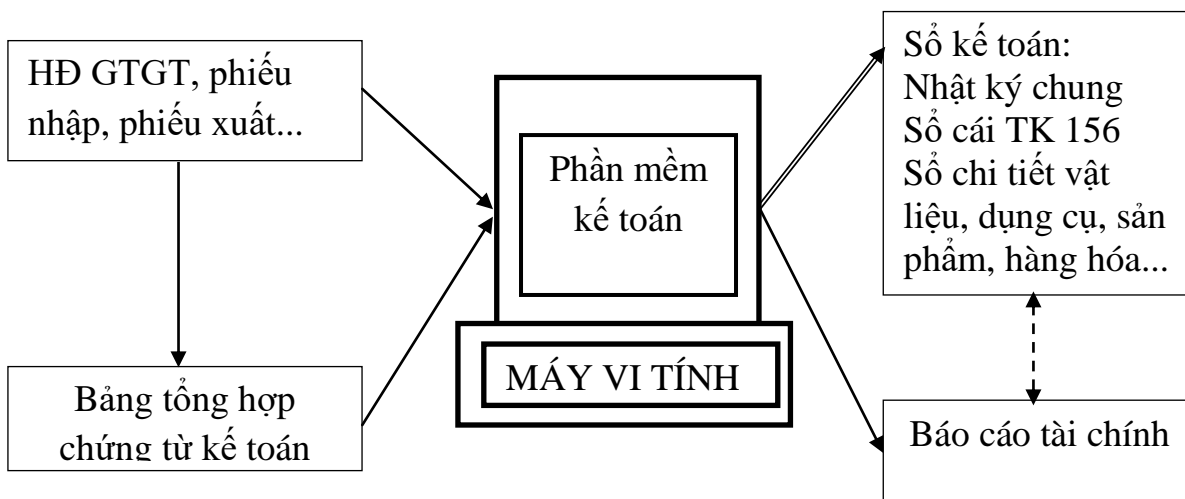 HĐ GTGT, phiếu
nhập, phiếu xuất...
Bảng tổng hợp
chứng từ kế toán
Phần mềm
kế toán
MÁY VI TÍNH
Sổ kế toán:
Nhật ký chung
Sổ cái TK 156
Sổ chi tiết vật
liệu, dụng cụ, sản
phẩm, hàng hóa...
Báo cáo tài chính